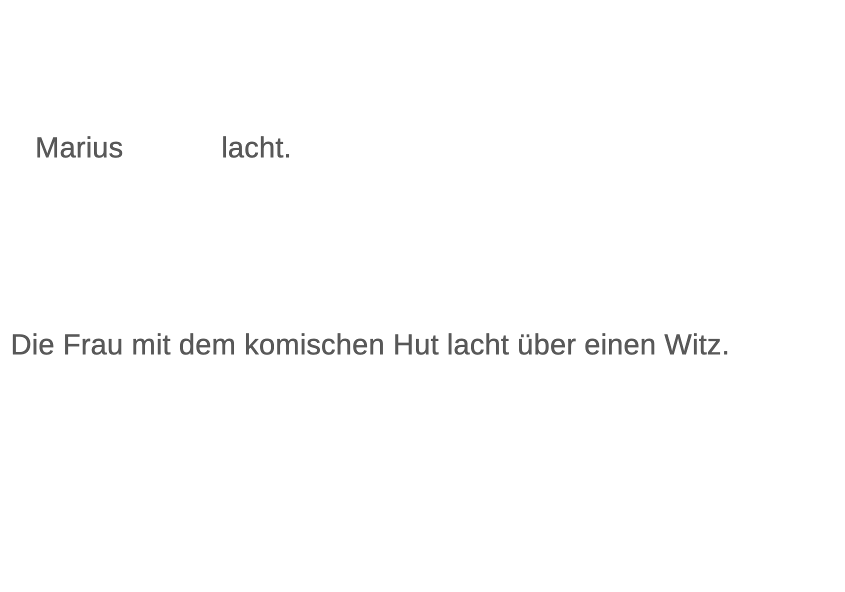 Marius lacht.
Die Frau mit dem komischen Hut lacht über einen Witz.